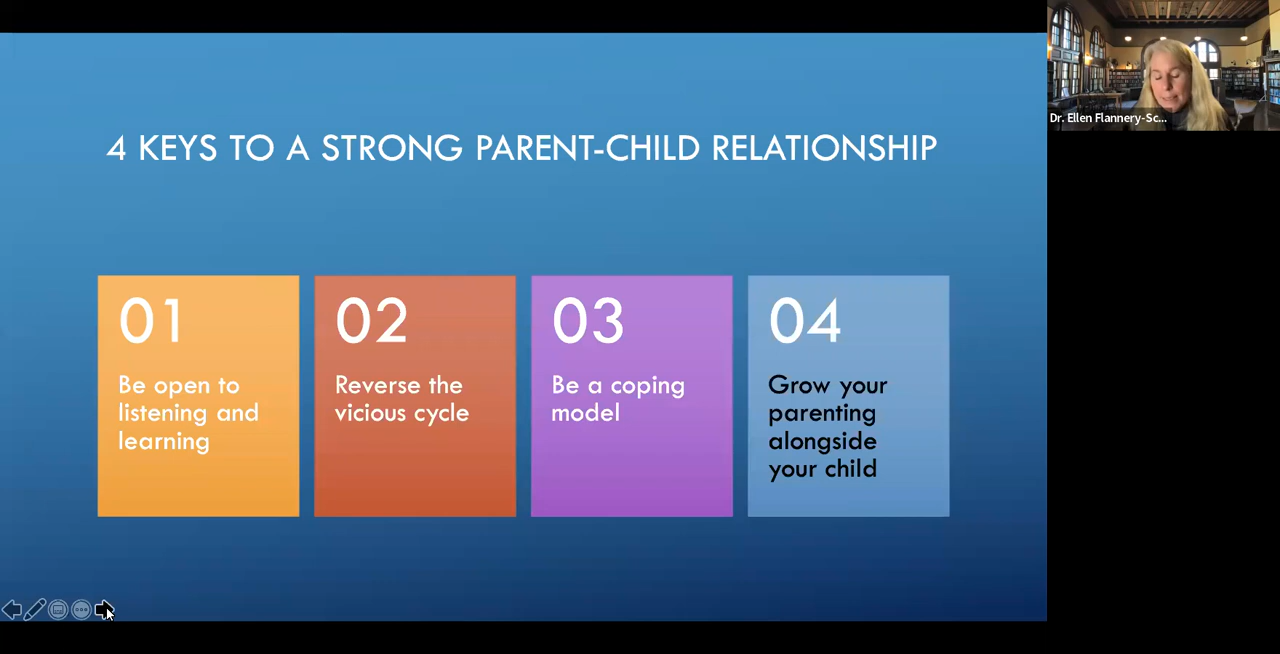 4 KEYS TO A STRONG PARENT-CHILD RELATIONSHIP
01
Be open to
listening and
learning
02
Reverse the
vicious cycle
03
Be a coping
model
04
Grow your
parenting
alongside
your child
Dr. Ellen Flannery-Sc...